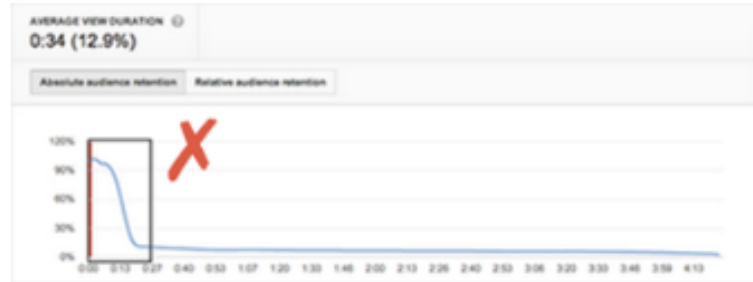 AVERAGE VIEW DURATION
0:34 (12.9%)
Absolute audience retention Relative audience retention
120%
90%
60%
30%
0%
0:00 0:13 0:27 0:40 0:53 1:07 1:20 1:33 1:46 2:00 2:13 2:26 2:40 2:53 3:06 3:20 3:33 3:46 3:59 4:13